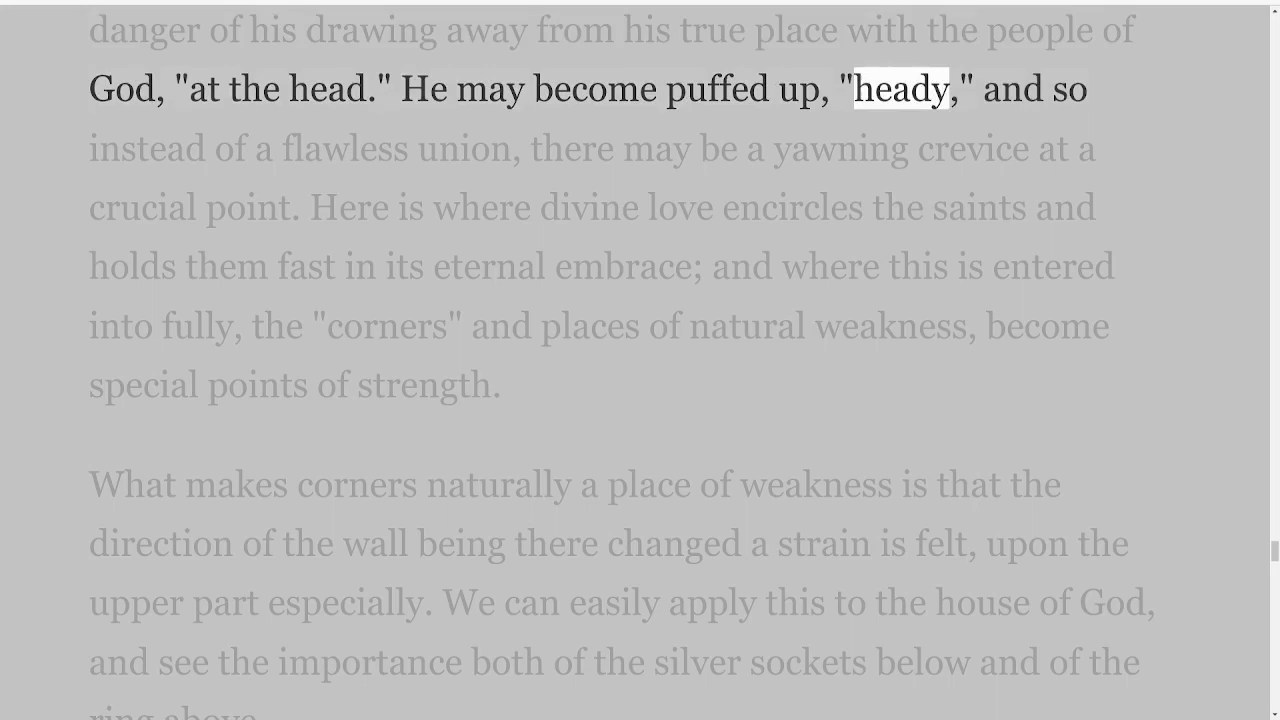 danger of his drawing away from his true place with the people of
God, "at the head." He may become puffed up, "heady," and so
instead of a flawless union, there may be a yawning crevice at a
crucial point. Here is where divine love encircles the saints and
holds them fast in its eternal embrace; and where this is entered
into fully, the "corners" and places of natural weakness, become
special points of strength.
What makes corners naturally a place of weakness is that the
direction of the wall being there changed a strain is felt, upon the
upper part especially. We can easily apply this to the house of God,
and see the importance both of the silver sockets below and of the
ring above.